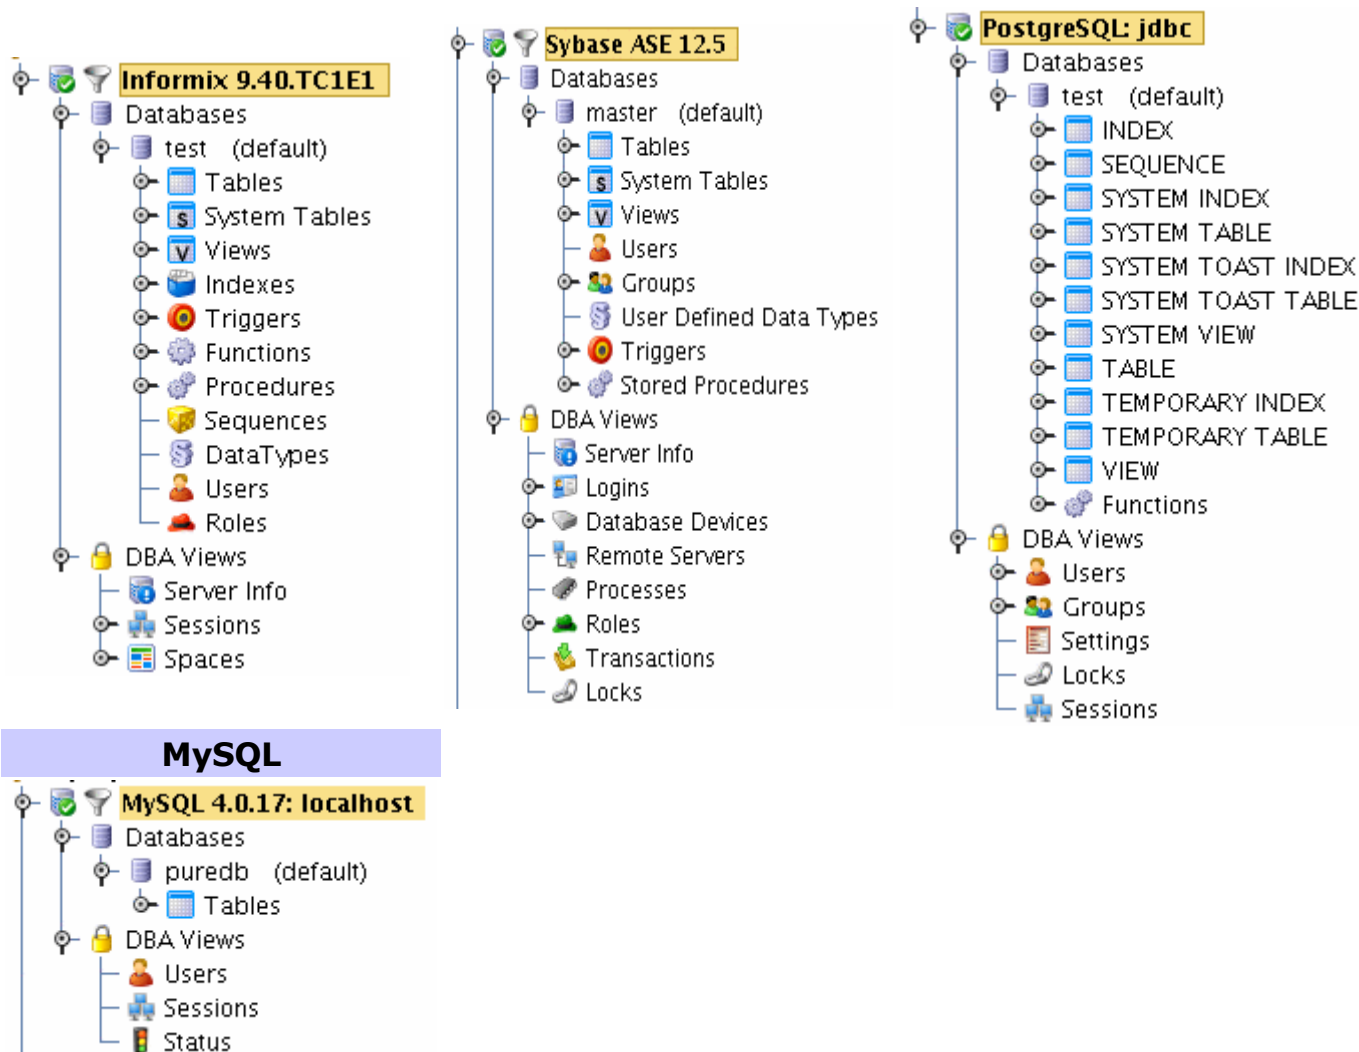 Informix 9.40.TC1E1
Databases
test (default)
Tables
System Tables
Views
Indexes
Triggers
Functions
Procedures
Sequences
DataTypes
Users
Roles
DBA Views
Server Info
Sessions
Spaces
Sybase ASE 12.5
Databases
master (default)
Tables
System Tables
Views
Users
Groups
User Defined Data Types
Triggers
Stored Procedures
DBA Views
Server Info
Logins
Database Devices
Remote Servers
Processes
Roles
Transactions
Locks
PostgreSQL: jdbc
Databases
test (default)
INDEX
SEQUENCE
SYSTEM INDEX
SYSTEM TABLE
SYSTEM TOAST INDEX
SYSTEM TOAST TABLE
SYSTEM VIEW
TABLE
TEMPORARY INDEX
TEMPORARY TABLE
VIEW
Functions
DBA Views
Users
Groups
Settings
Locks
Sessions
MySQL
MySQL 4.0.17: localhost
Databases
puredb (default)
Tables
DBA Views
Users
Sessions
Status